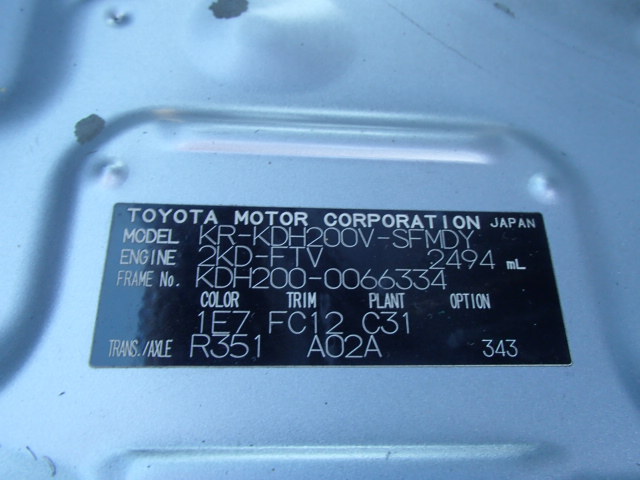 TOYOTA MOTOR CORPORATION JAPAN
MODEL KR-KDH200V-SFMDY
ENGINE 2KD-FTV 2494 mL
FRAME No. KDH200-0066334
COLOR TRIM PLANT OPTION
1E7 FC12 C31
TRANS./AXLE R351 A02A 343